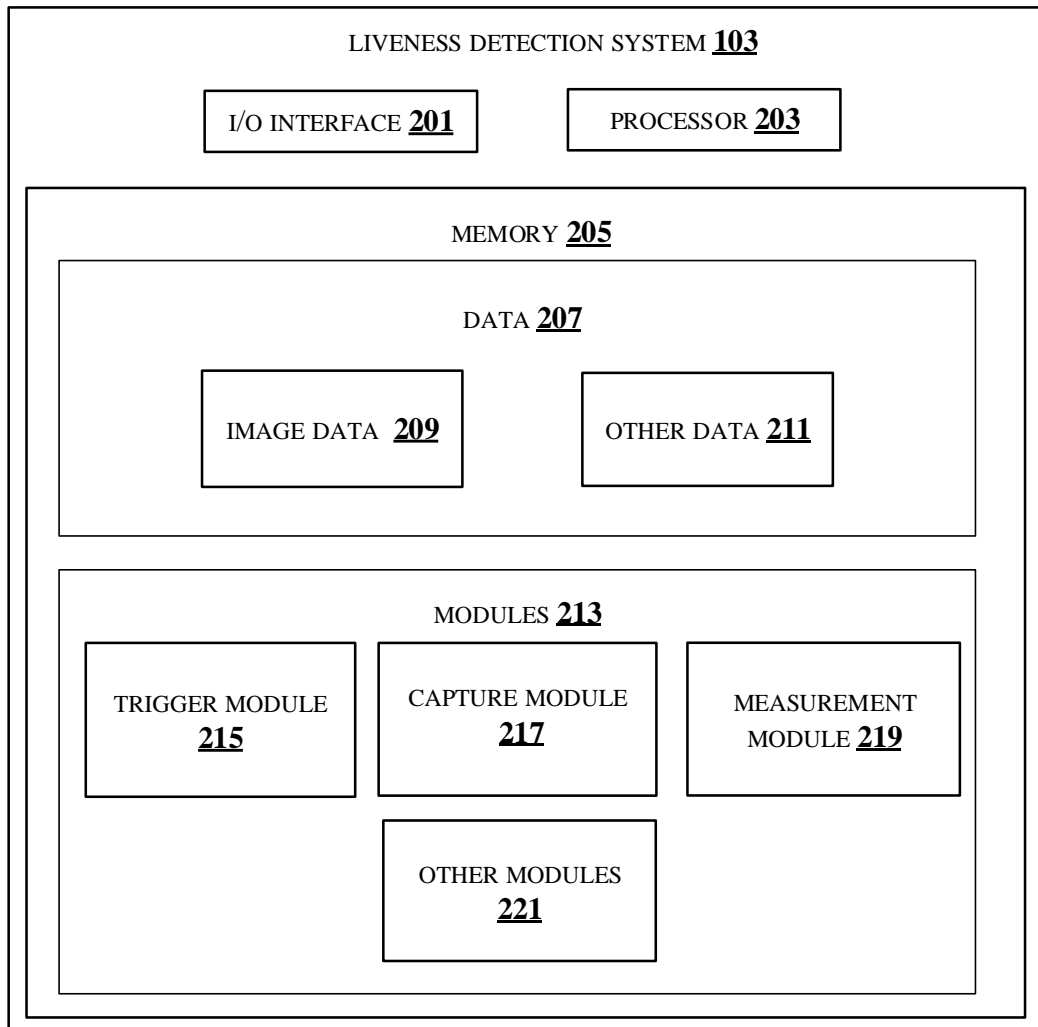 LIVENESS DETECTION SYSTEM 103
I/O INTERFACE 201
PROCESSOR 203
MEMORY 205
DATA 207
IMAGE DATA 209
OTHER DATA 211
MODULES 213
TRIGGER MODULE
215
CAPTURE MODULE
217
MEASUREMENT
MODULE 219
OTHER MODULES
221